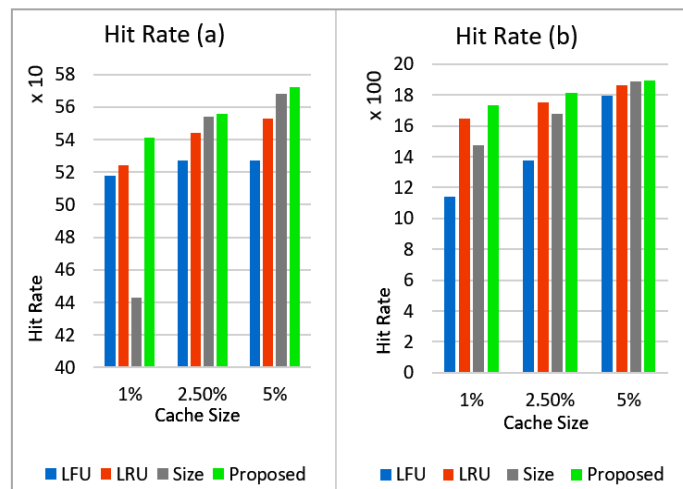 Hit Rate (a)
x 10
58
56
54
52
50
48
46
44
42
40
Hit Rate
1% 2.50% 5%
Cache Size
LFU LRU Size Proposed
Hit Rate (b)
x 100
20
18
16
14
12
10
8
6
4
2
0
Hit Rate
1% 2.50% 5%
Cache Size
LFU LRU Size Proposed